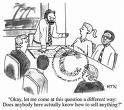 "Okay, let me come at this question a different way:
Does anybody here actually know how to sell anything?"